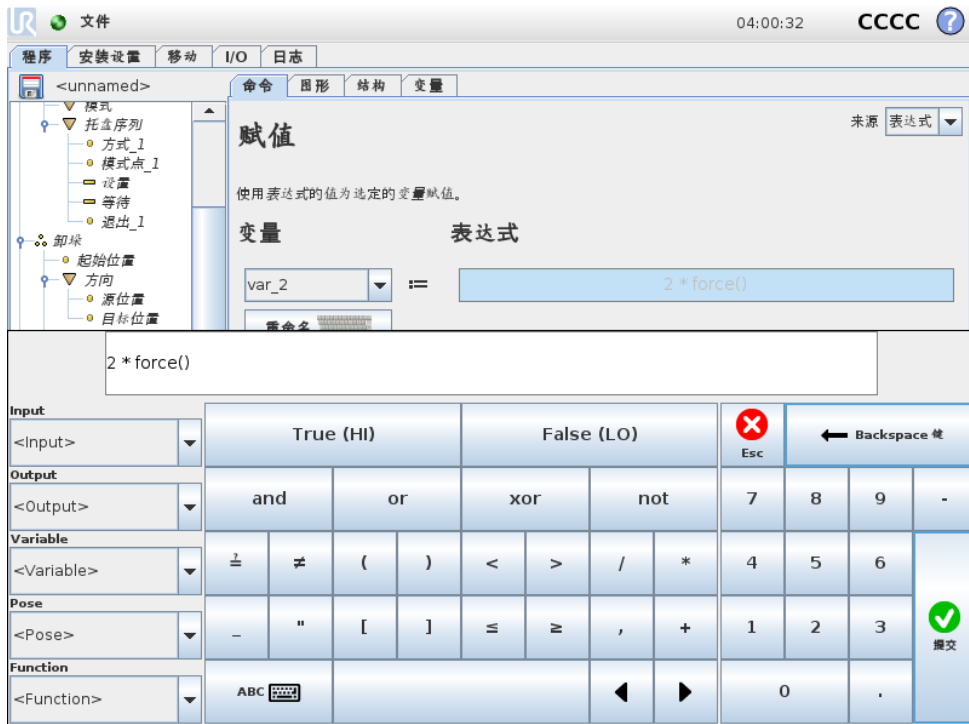 UR 文件 04:00:32 CCCC ?
程序 安装设置 移动 I/O 日志
<unnamed> 命令 图形 结构 变量
模式
托盘序列
方式_1
模式点_1
设置
等待
退出_1
卸垛
起始位置
方向
源位置
目标位置
赋值
来源 表达式
使用表达式的值为选定的变量赋值。
变量 表达式
var_2 := 2 * force()
重命名
2 * force()
Input
<Input> True (HI) False (LO) Esc Backspace 键
Output
<Output> and or xor not 7 8 9 -
Variable
<Variable> ≟ ≠ ( ) < > / * 4 5 6
Pose
<Pose> _ " [ ] ≤ ≥ , + 1 2 3 提交
Function
<Function> ABC 0 .